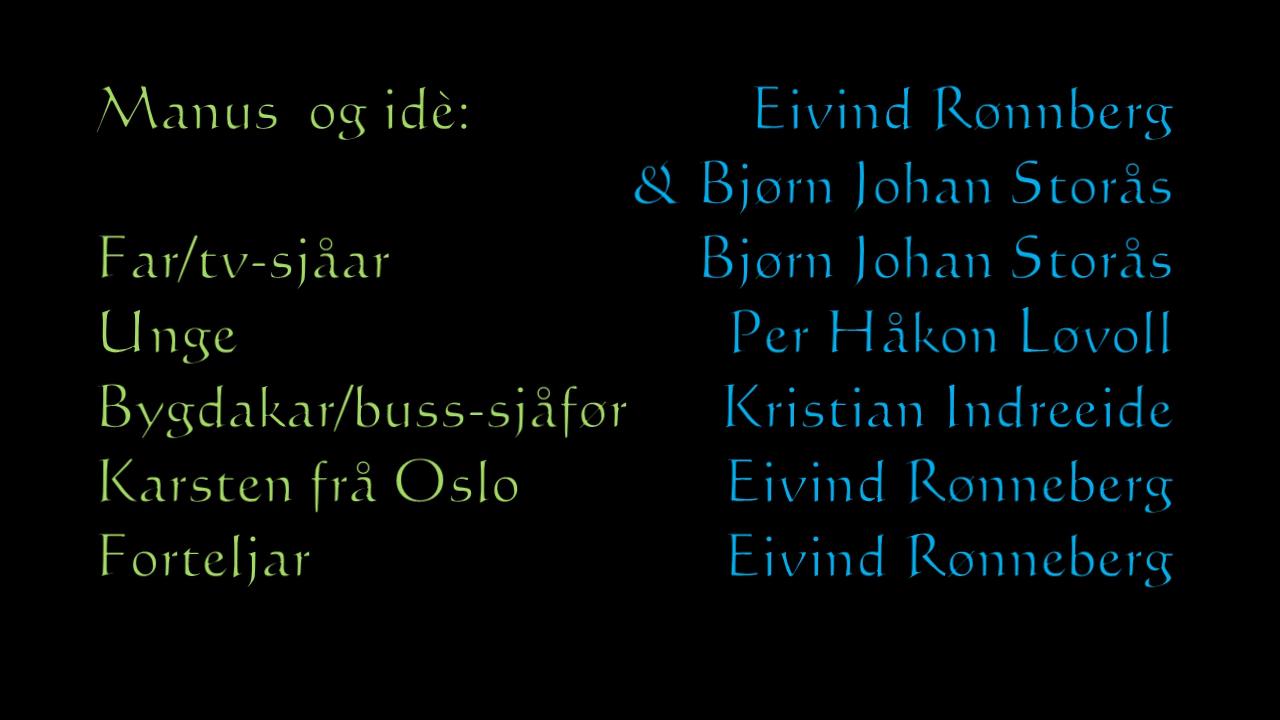 Manus og idè: Eivind Rønnberg
& Bjørn Johan Storås
Far/tv-sjåar Bjørn Johan Storås
Unge Per Håkon Løvoll
Bygdakar/buss-sjåfør Kristian Indreeide
Karsten frå Oslo Eivind Rønneberg
Forteljar Eivind Rønneberg